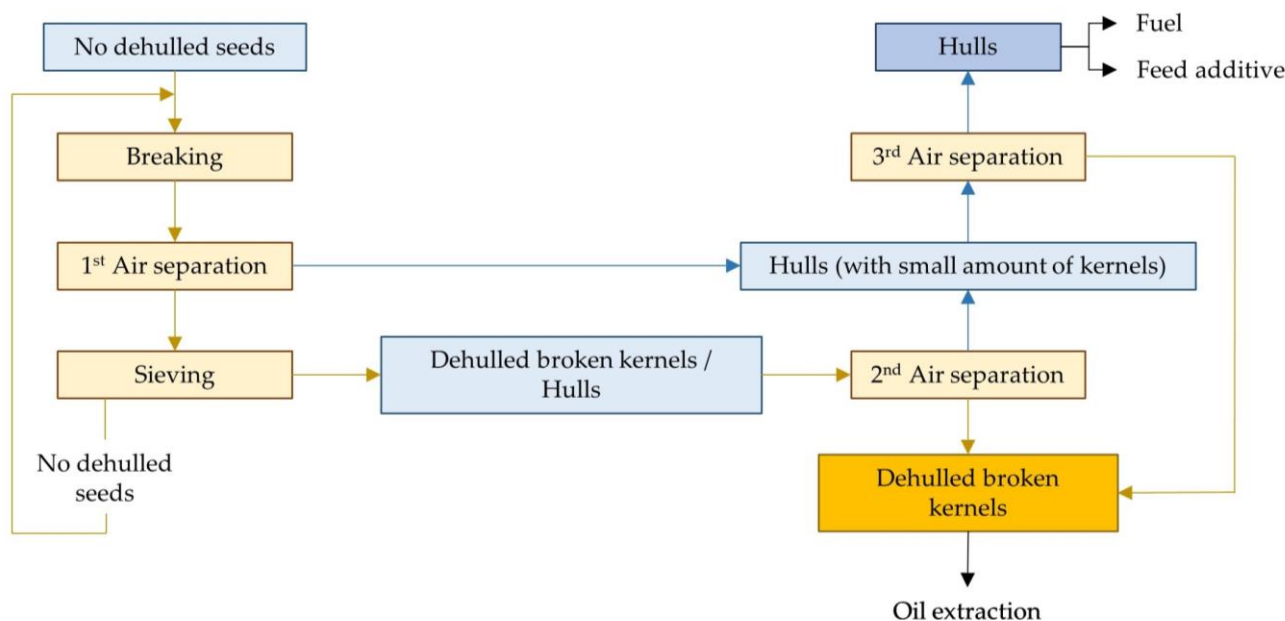 No dehulled seeds
Hulls
Fuel
Feed additive
Breaking
3rd Air separation
1st Air separation
Hulls (with small amount of kernels)
Sieving
Dehulled broken kernels /
Hulls
2nd Air separation
No dehulled
seeds
Dehulled broken
kernels
Oil extraction